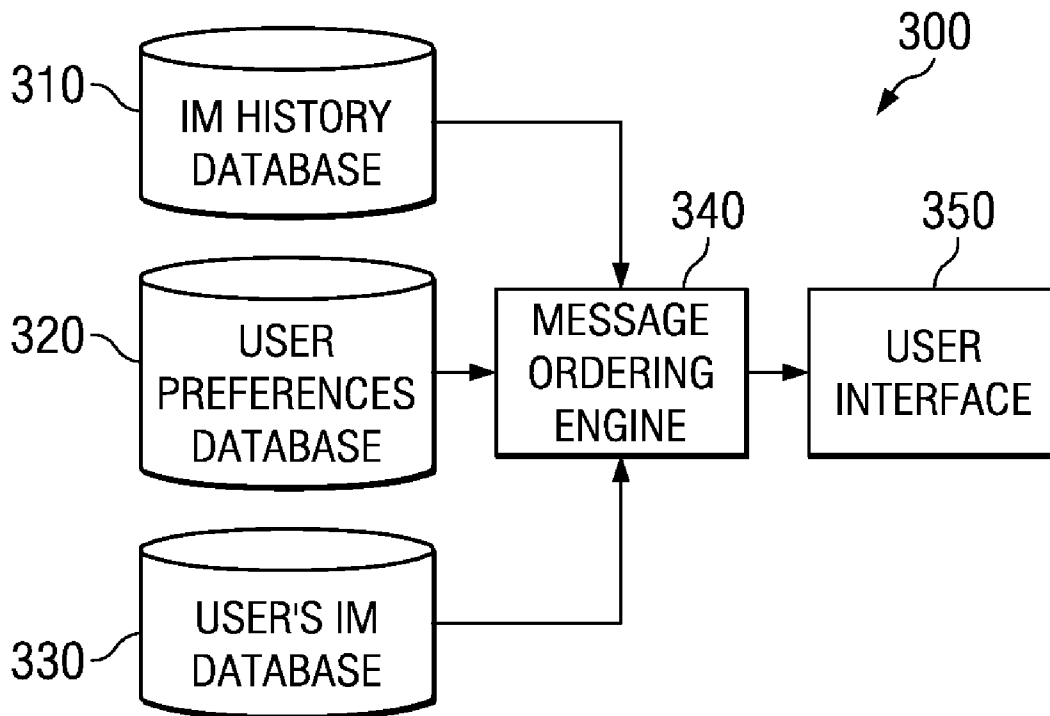 300
310
IM HISTORY
DATABASE
340
350
320
USER
PREFERENCES
DATABASE
MESSAGE
ORDERING
ENGINE
USER
INTERFACE
330
USER'S IM
DATABASE